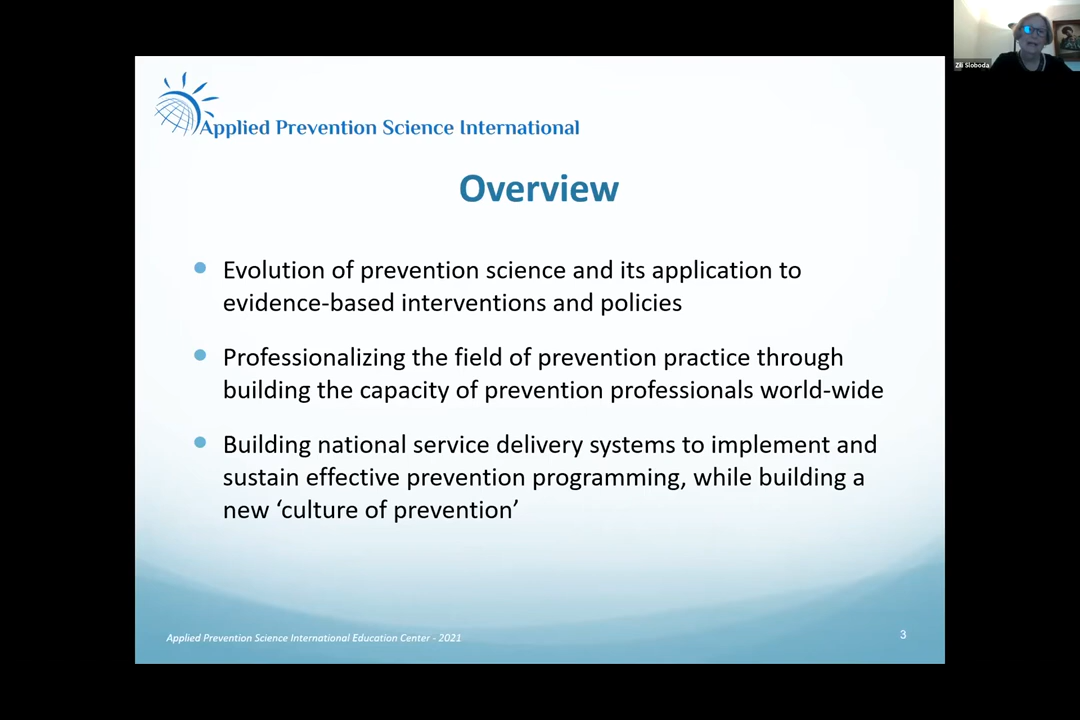 Zili Sloboda
Applied Prevention Science International
Overview
Evolution of prevention science and its application to
evidence-based interventions and policies
Professionalizing the field of prevention practice through
building the capacity of prevention professionals world-wide
Building national service delivery systems to implement and
sustain effective prevention programming, while building a
new ‘culture of prevention’
Applied Prevention Science International Education Center - 2021
3